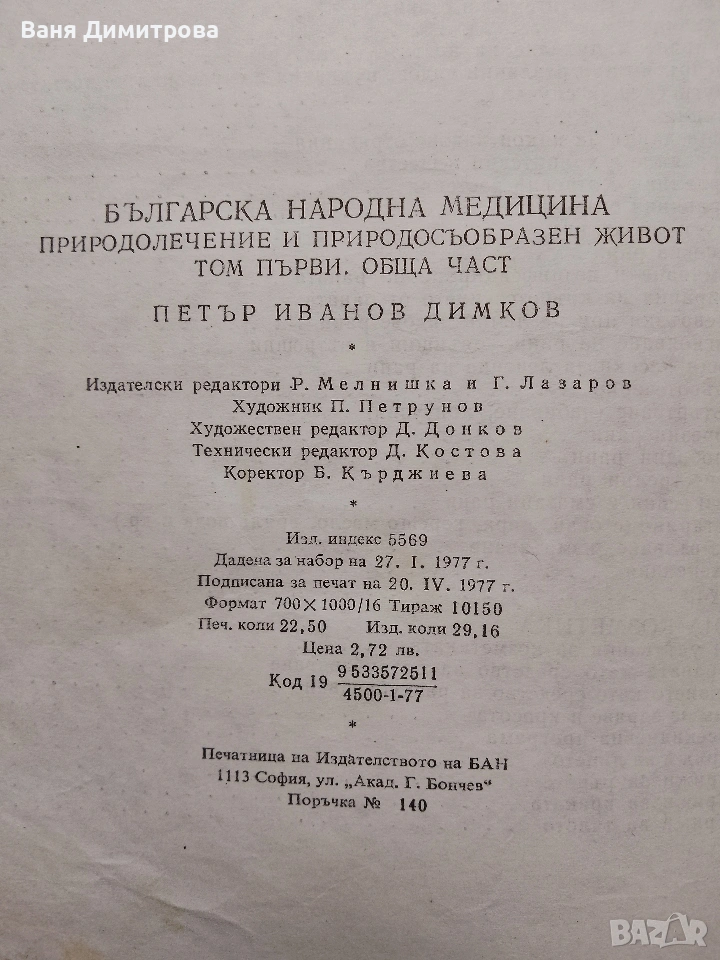 Ваня Димитрова
БЪЛГАРСКА НАРОДНА МЕДИЦИНА
ПРИРОДОЛЕЧЕНИЕ И ПРИРОДОСЪОБРАЗЕН ЖИВОТ
ТОМ ПЪРВИ. ОБЩА ЧАСТ
ПЕТЪР ИВАНОВ ДИМКОВ
*
Издателски редактори Р. Мелнишка и Г. Лазаров
Художник П. Петрунов
Художествен редактор Д. Донков
Технически редактор Д. Костова
Коректор Б. Кърджиева
*
Изд. индекс 5569
Дадена за набор на 27. I. 1977 г.
Подписана за печат на 20. IV. 1977 г.
Формат 700×1000/16 Тираж 10150
Печ. коли 22,50 Изд. коли 29,16
Цена 2,72 лв.
Код 19 9533572511/4500-1-77
*
Печатница на Издателството на БАН
1113 София, ул. „Акад. Г. Бончев“
Поръчка № 140
BAZAR